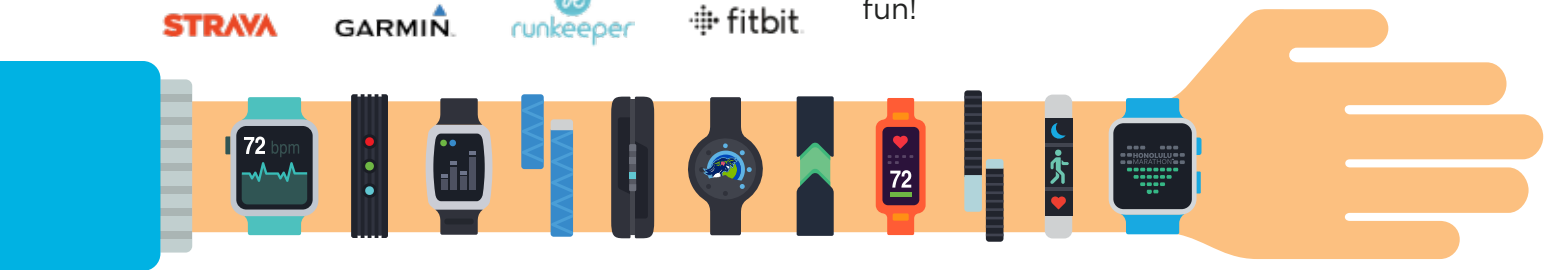 fun!
STRAVA
GARMIN
runkeeper
fitbit
72 bpm
72
HONOLULU
MARATHON